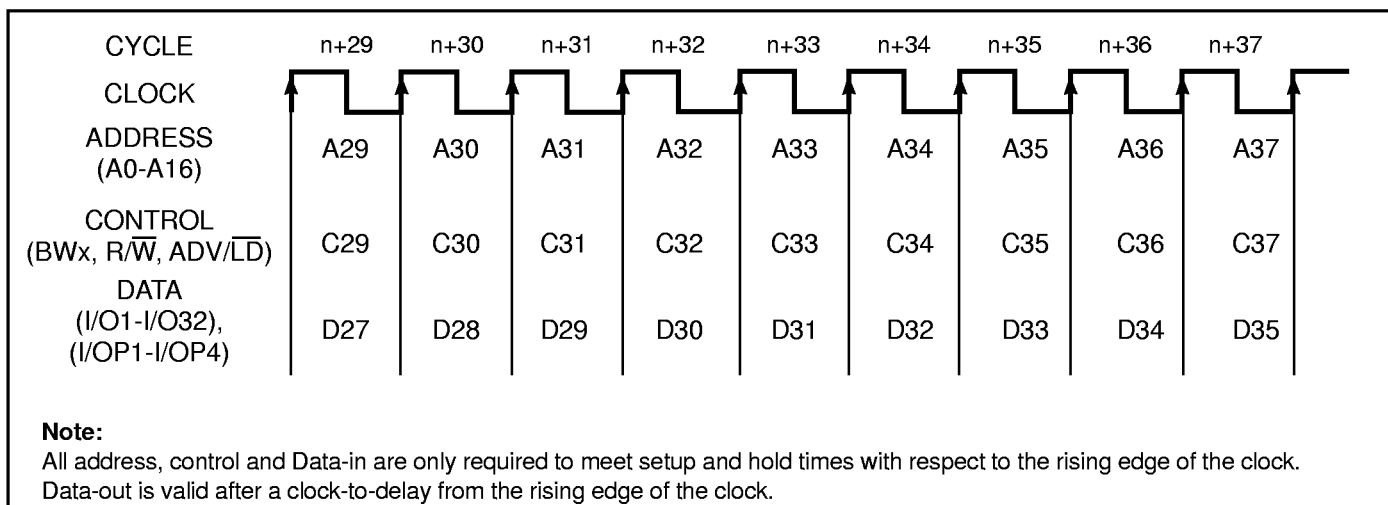 CYCLE n+29 n+30 n+31 n+32 n+33 n+34 n+35 n+36 n+37
CLOCK
ADDRESS
(A0-A16) A29 A30 A31 A32 A33 A34 A35 A36 A37
CONTROL
(BWx, R/W̅, ADV/L̅D̅) C29 C30 C31 C32 C33 C34 C35 C36 C37
DATA
(I/O1-I/O32), D27 D28 D29 D30 D31 D32 D33 D34 D35
(I/OP1-I/OP4)
Note:
All address, control and Data-in are only required to meet setup and hold times with respect to the rising edge of the clock.
Data-out is valid after a clock-to-delay from the rising edge of the clock.